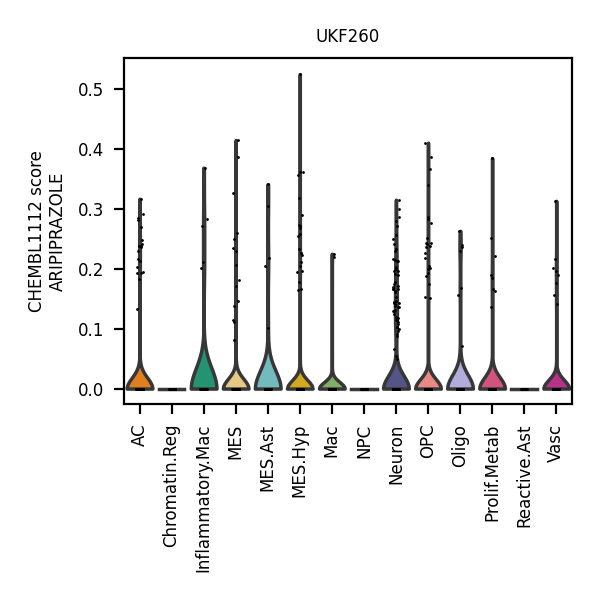 UKF260
CHEMBL1112 score
ARIPIPRAZOLE
0.5
0.4
0.3
0.2
0.1
0.0
AC
Chromatin.Reg
Inflammatory.Mac
MES
MES.Ast
MES.Hyp
Mac
NPC
Neuron
OPC
Oligo
Prolif.Metab
Reactive.Ast
Vasc